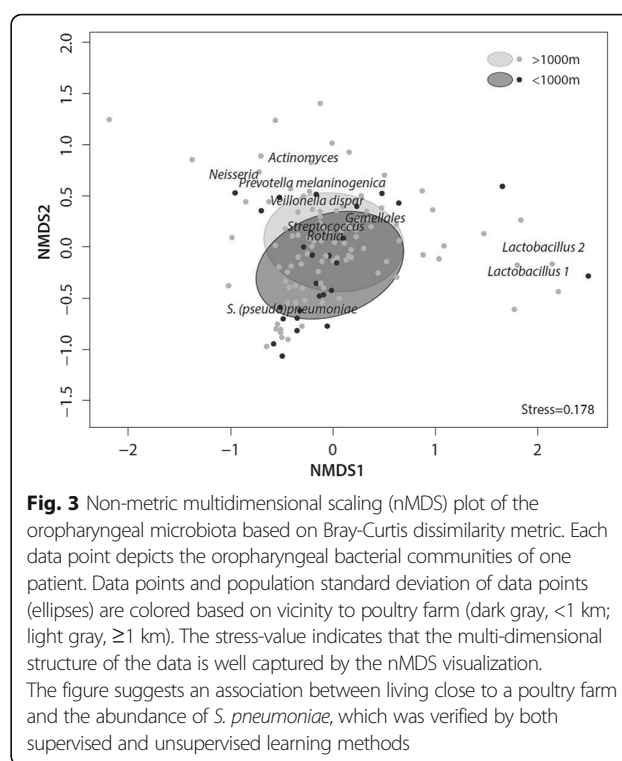 2.0
1.5
1.0
0.5
0.0
−0.5
−1.0
−1.5
NMDS2
>1000m
<1000m
Actinomyces
Neisseria
Prevotella melaninogenica
Veillonella dispar
Gemellales
Streptococcus
Rothia
Lactobacillus 2
Lactobacillus 1
S. (pseudo)pneumoniae
Stress=0.178
−2 −1 0 1 2
NMDS1
Fig. 3 Non-metric multidimensional scaling (nMDS) plot of the
oropharyngeal microbiota based on Bray-Curtis dissimilarity metric. Each
data point depicts the oropharyngeal bacterial communities of one
patient. Data points and population standard deviation of data points
(ellipses) are colored based on vicinity to poultry farm (dark gray, <1 km;
light gray, ≥1 km). The stress-value indicates that the multi-dimensional
structure of the data is well captured by the nMDS visualization.
The figure suggests an association between living close to a poultry farm
and the abundance of S. pneumoniae, which was verified by both
supervised and unsupervised learning methods